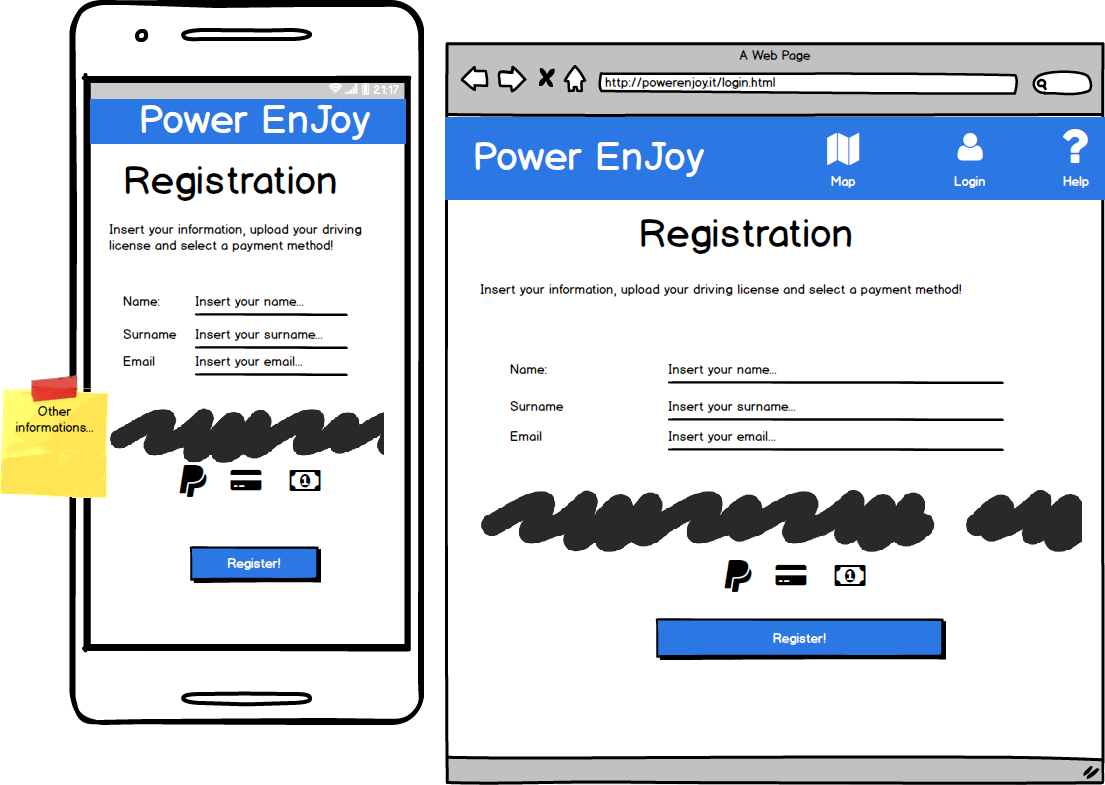 21:17
Power EnJoy
Registration
Insert your information, upload your driving
license and select a payment method!
Name:
Insert your name...
Surname
Insert your surname...
Email
Insert your email...
Other
informations...
1
Register!
A Web Page
http://powerenjoy.it/login.html
Power EnJoy
Map
Login
?
Help
Registration
Insert your information, upload your driving license and select a payment method!
Name:
Insert your name...
Surname
Insert your surname...
Email
Insert your email...
1
Register!